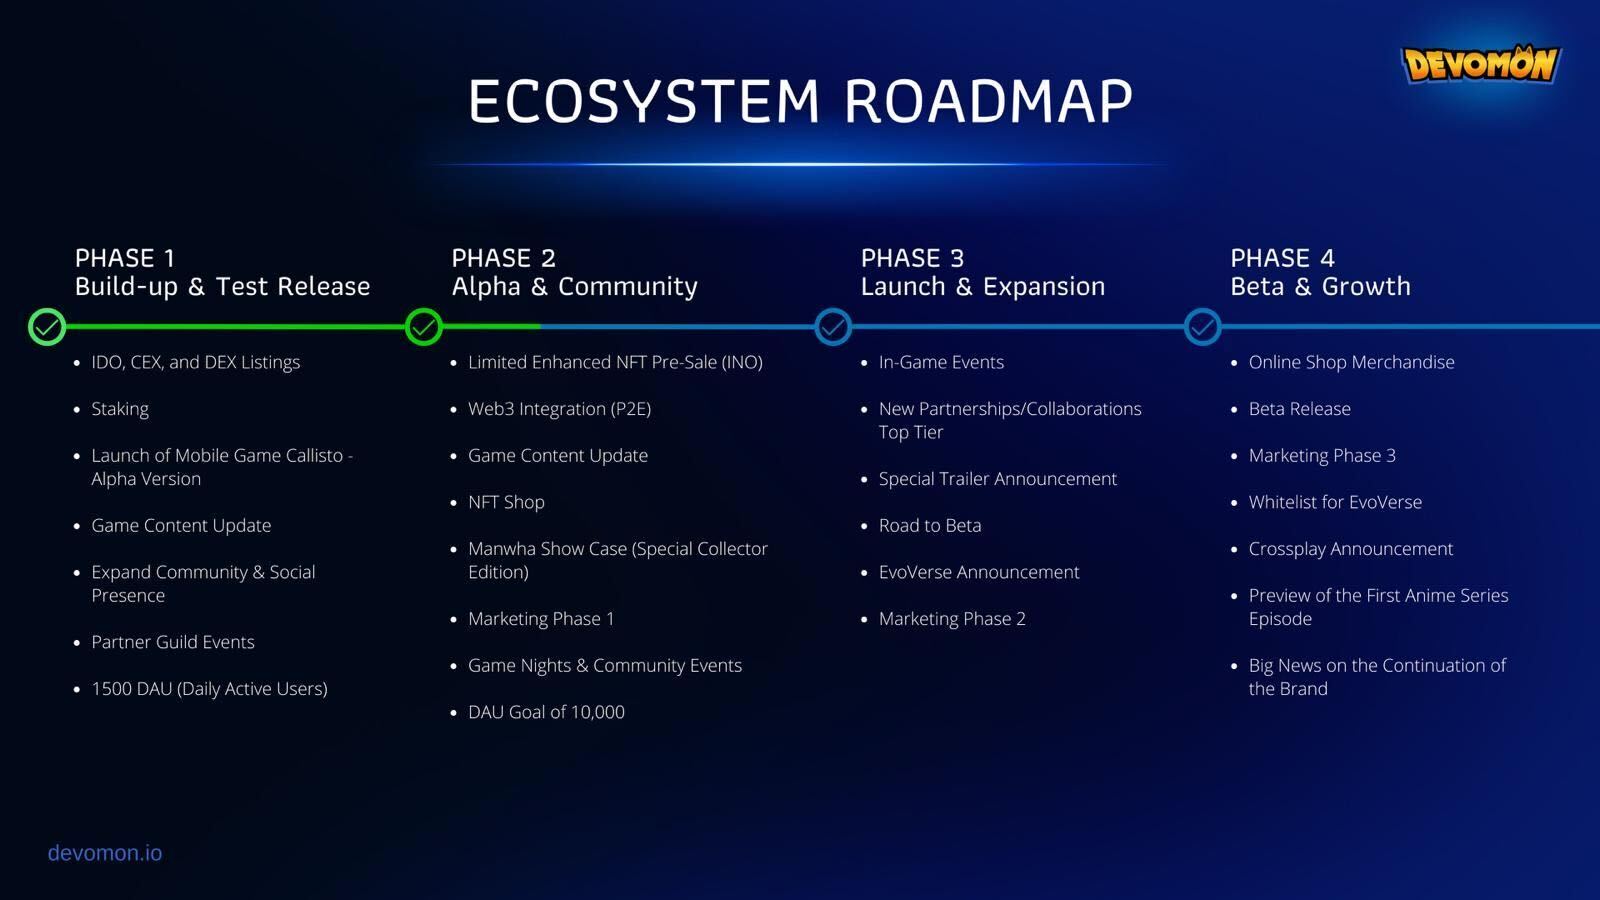 DEVOMON
ECOSYSTEM ROADMAP
PHASE 1
Build-up & Test Release
IDO, CEX, and DEX Listings
Staking
Launch of Mobile Game Callisto -
Alpha Version
Game Content Update
Expand Community & Social
Presence
Partner Guild Events
1500 DAU (Daily Active Users)
PHASE 2
Alpha & Community
Limited Enhanced NFT Pre-Sale (INO)
Web3 Integration (P2E)
Game Content Update
NFT Shop
Manwha Show Case (Special Collector
Edition)
Marketing Phase 1
Game Nights & Community Events
DAU Goal of 10,000
PHASE 3
Launch & Expansion
In-Game Events
New Partnerships/Collaborations
Top Tier
Special Trailer Announcement
Road to Beta
EvoVerse Announcement
Marketing Phase 2
PHASE 4
Beta & Growth
Online Shop Merchandise
Beta Release
Marketing Phase 3
Whitelist for EvoVerse
Crossplay Announcement
Preview of the First Anime Series
Episode
Big News on the Continuation of
the Brand
devomon.io